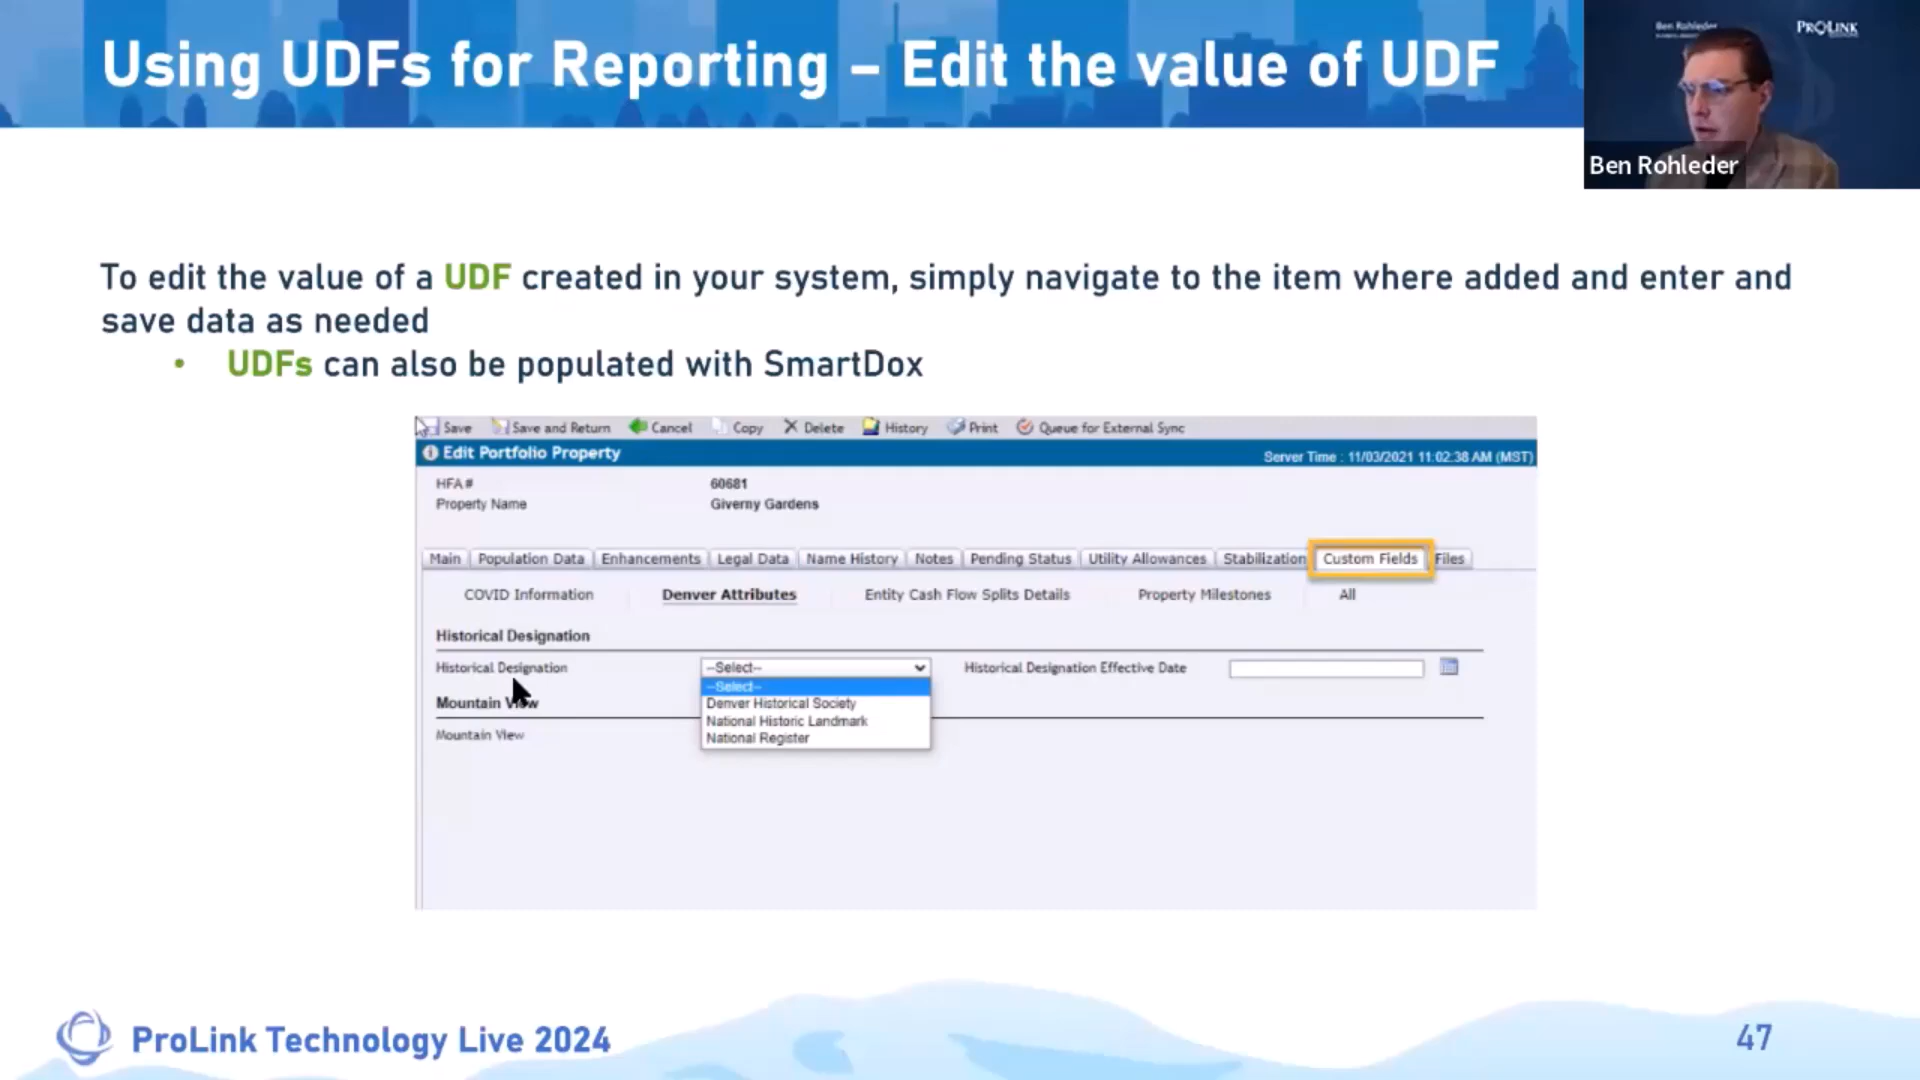 Using UDFs for Reporting – Edit the value of UDF
Ben Rohleder
PROLINK
Ben Rohleder
To edit the value of a UDF created in your system, simply navigate to the item where added and enter and
save data as needed
• UDFs can also be populated with SmartDox
Save Save and Return Cancel Copy Delete History Print Queue for External Sync
Edit Portfolio Property
Server Time : 11/03/2021 11:02:38 AM (MST)
HFA# 60681
Property Name Giverny Gardens
Main Population Data Enhancements Legal Data Name History Notes Pending Status Utility Allowances Stabilization Custom Fields Files
COVID Information Denver Attributes Entity Cash Flow Splits Details Property Milestones All
Historical Designation
Historical Designation --Select-- Historical Designation Effective Date
--Select--
Denver Historical Society
National Historic Landmark
National Register
Mountain View
Mountain View
ProLink Technology Live 2024
47